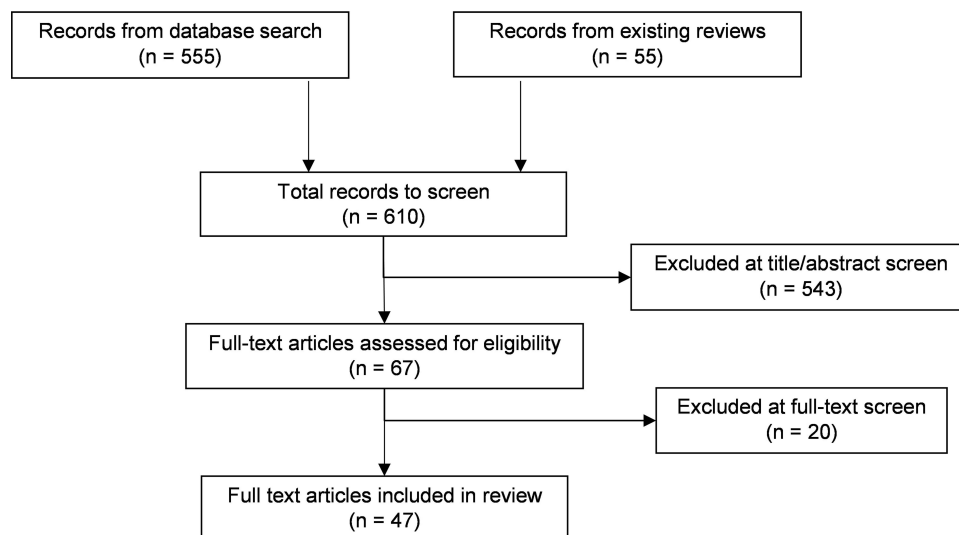 Records from database search
(n = 555)
Records from existing reviews
(n = 55)
Total records to screen
(n = 610)
Excluded at title/abstract screen
(n = 543)
Full-text articles assessed for eligibility
(n = 67)
Excluded at full-text screen
(n = 20)
Full text articles included in review
(n = 47)